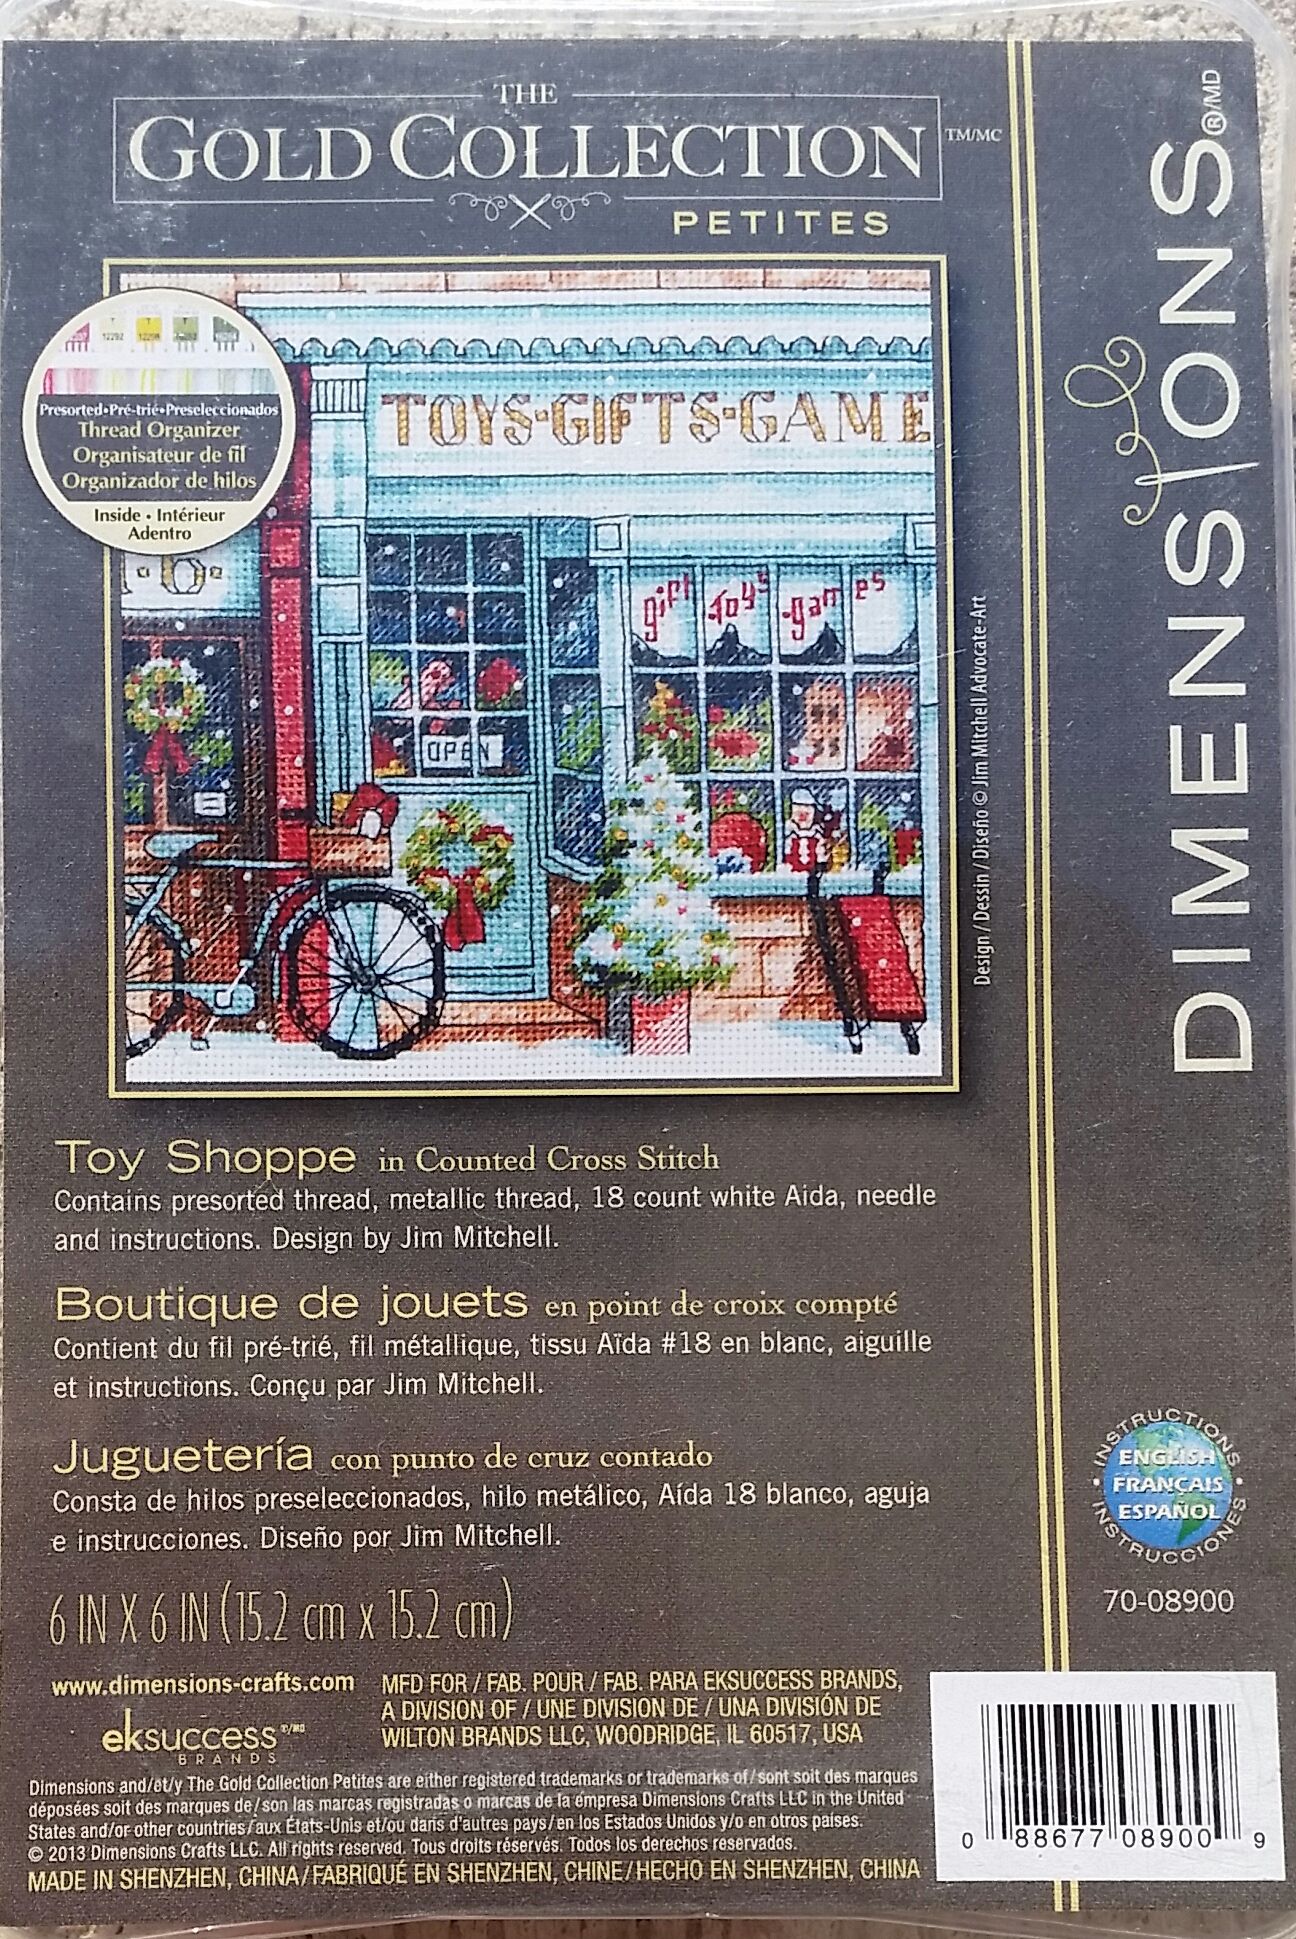 THE
GOLD COLLECTION TM/MC
PETITES
DIMENSIONS®/MD
12292
Presorted•Pré-trié•Preseleccionados
Thread Organizer
Organisateur de fil
Organizador de hilos
Inside • Intérieur
Adentro
TOYS-GIFTS-GAME
gift toys games
OPEN
Design / Dessin / Diseño © Jim Mitchell Advocate-Art
Toy Shoppe in Counted Cross Stitch
Contains presorted thread, metallic thread, 18 count white Aida, needle
and instructions. Design by Jim Mitchell.
Boutique de jouets en point de croix compté
Contient du fil pré-trié, fil métallique, tissu Aïda #18 en blanc, aiguille
et instructions. Conçu par Jim Mitchell.
Juguetería con punto de cruz contado
Consta de hilos preseleccionados, hilo metálico, Aída 18 blanco, aguja
e instrucciones. Diseño por Jim Mitchell.
6 IN X 6 IN (15.2 cm x 15.2 cm)
INSTRUCTIONS
ENGLISH
FRANÇAIS
ESPAÑOL
INSTRUCCIONES
70-08900
www.dimensions-crafts.com
eksuccess
BRANDS
MFD FOR / FAB. POUR / FAB. PARA EKSUCCESS BRANDS,
A DIVISION OF / UNE DIVISION DE / UNA DIVISIÓN DE
WILTON BRANDS LLC, WOODRIDGE, IL 60517, USA
Dimensions and/et/y The Gold Collection Petites are either registered trademarks or trademarks of/sont soit des marques
déposées soit des marques de/son las marcas registradas o marcas de la empresa Dimensions Crafts LLC in the United
States and/or other countries/aux États-Unis et/ou dans d'autres pays/en los Estados Unidos y/o en otros países.
© 2013 Dimensions Crafts LLC. All rights reserved. Tous droits réservés. Todos los derechos reservados.
MADE IN SHENZHEN, CHINA/FABRIQUÉ EN SHENZHEN, CHINE/HECHO EN SHENZHEN, CHINA
0 88677 08900 9